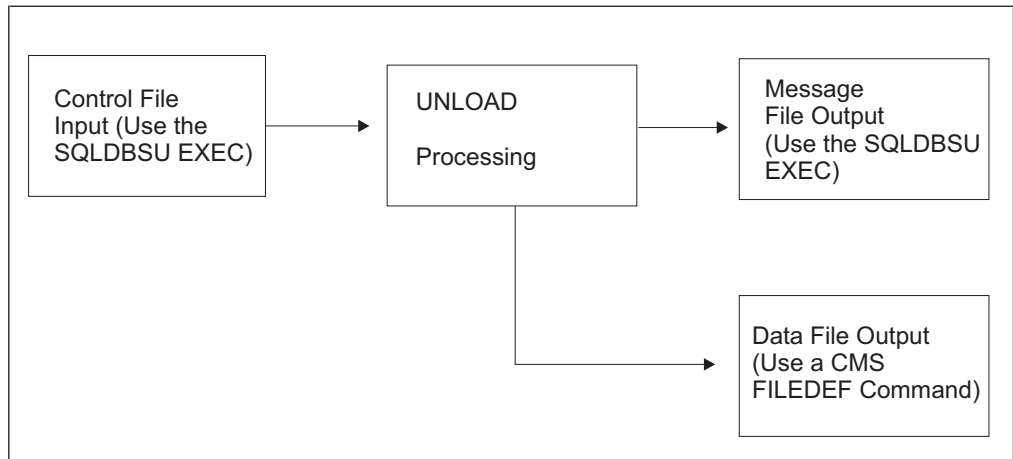 Control File
Input (Use the
SQLDBSU EXEC)
UNLOAD
Processing
Message
File Output
(Use the SQLDBSU
EXEC)
Data File Output
(Use a CMS
FILEDEF Command)